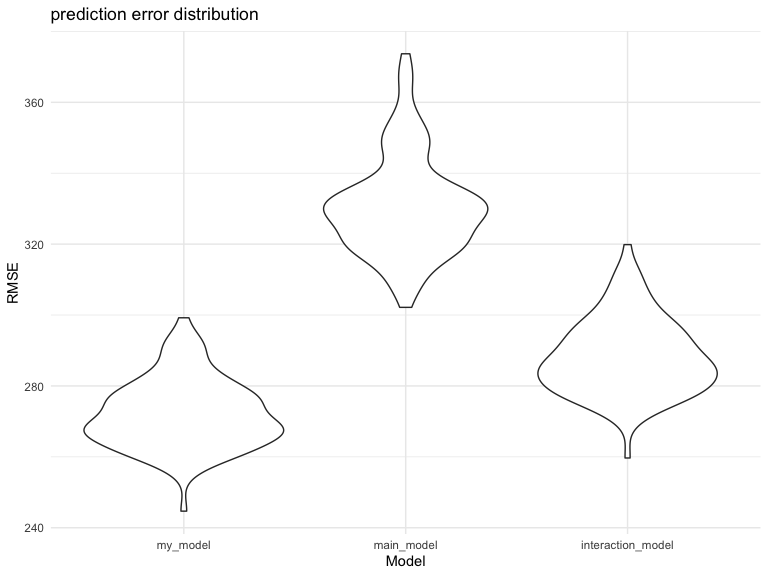 prediction error distribution
RMSE
360
320
280
240
my_model
main_model
interaction_model
Model